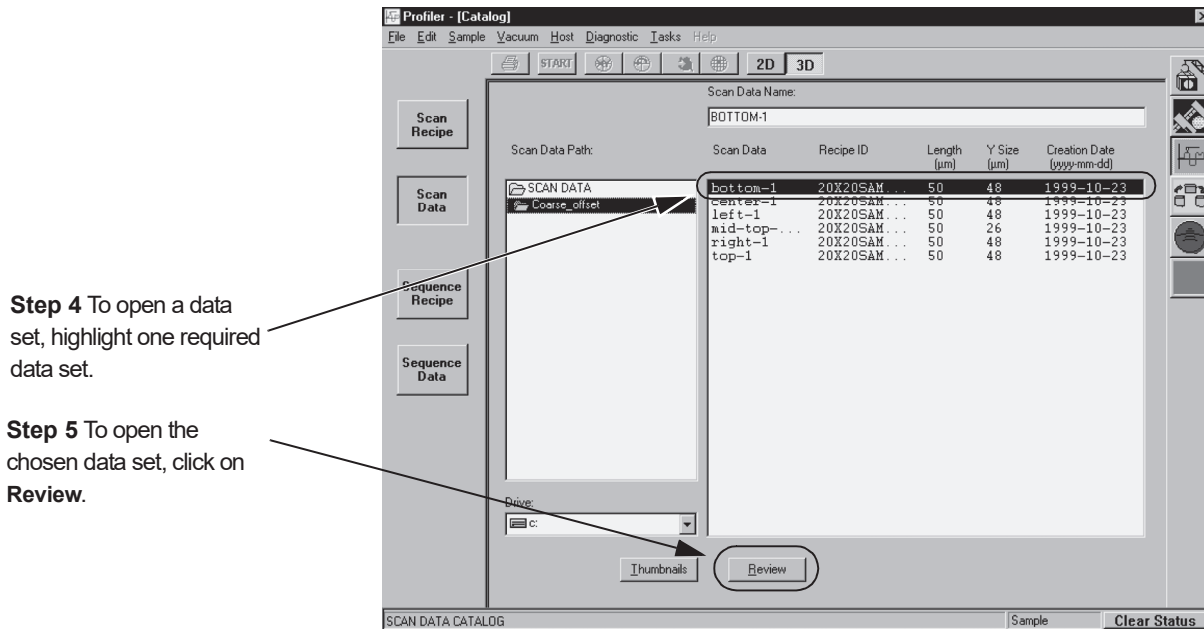 Profiler - [Catalog]
File Edit Sample Vacuum Host Diagnostic Tasks Help
START 2D 3D
Scan Data Name:
BOTTOM-1
Scan Recipe
Scan Data
Sequence Recipe
Sequence Data
Scan Data Path:
SCAN DATA
Coarse_offset
Scan Data Recipe ID Length (µm) Y Size (µm) Creation Date (yyyy-mm-dd)
bottom-1 20X20SAM... 50 48 1999-10-23
center-1 20X20SAM... 50 48 1999-10-23
left-1 20X20SAM... 50 48 1999-10-23
mid-top-... 20X20SAM... 50 26 1999-10-23
right-1 20X20SAM... 50 48 1999-10-23
top-1 20X20SAM... 50 48 1999-10-23
Step 4 To open a data
set, highlight one required
data set.
Step 5 To open the
chosen data set, click on
Review.
Drive:
c:
Thumbnails Review
SCAN DATA CATALOG Sample Clear Status